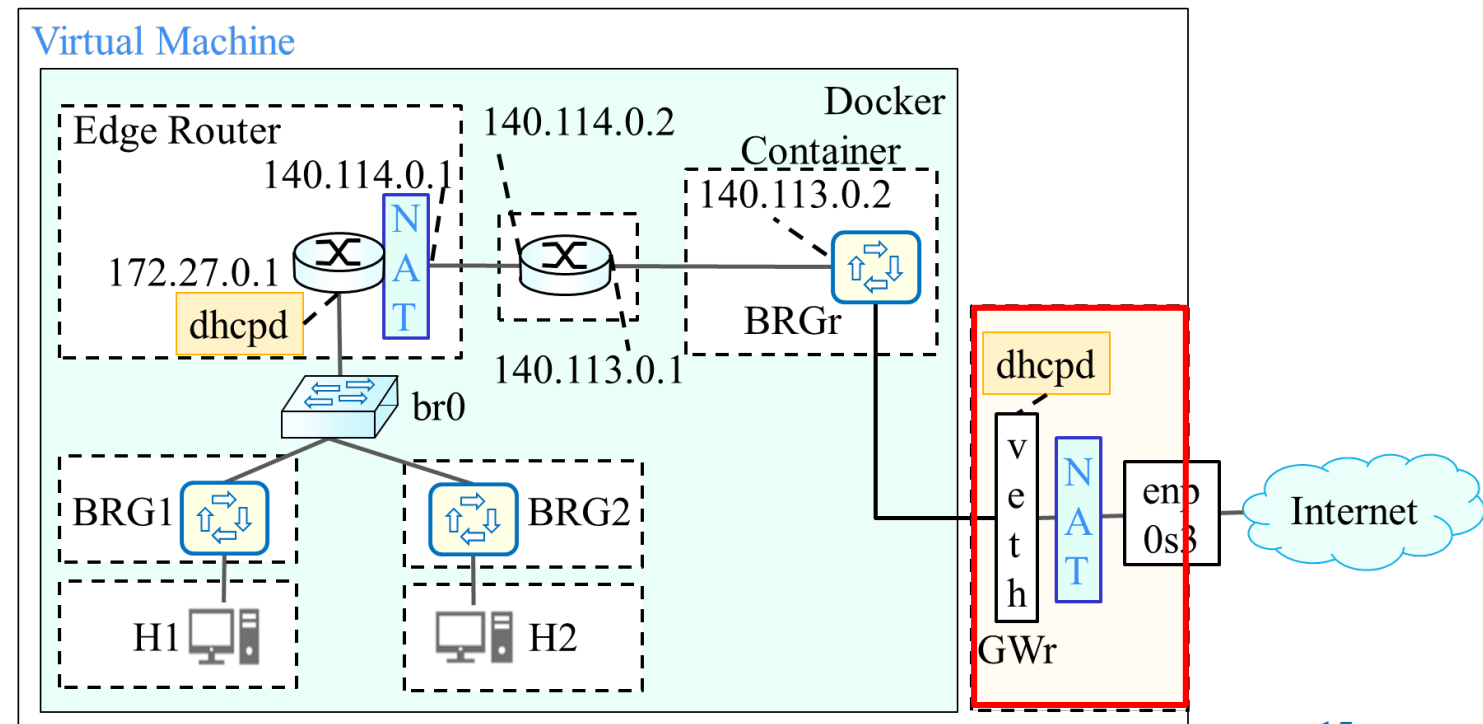 Virtual Machine
Docker
Container
Edge Router
140.114.0.2
140.114.0.1
140.113.0.2
N
A
T
172.27.0.1
dhcpd
BRGr
140.113.0.1
br0
dhcpd
BRG1
BRG2
v
e
t
h
N
A
T
enp
0s3
Internet
H1
H2
GWr